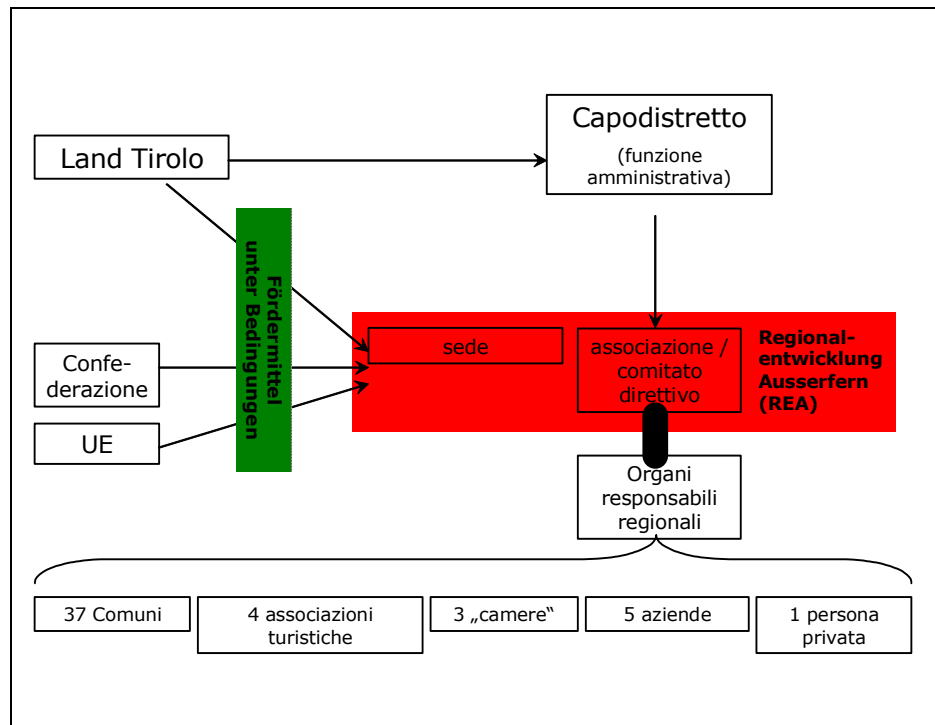 Capodistretto
(funzione
amministrativa)
Land Tirolo
Fördermittel
unter Bedingungen
sede
associazione /
comitato
direttivo
Regional-
entwicklung
Ausserfern
(REA)
Confe-
derazione
UE
Organi
responsabili
regionali
37 Comuni
4 associazioni
turistiche
3 „camere“
5 aziende
1 persona
privata